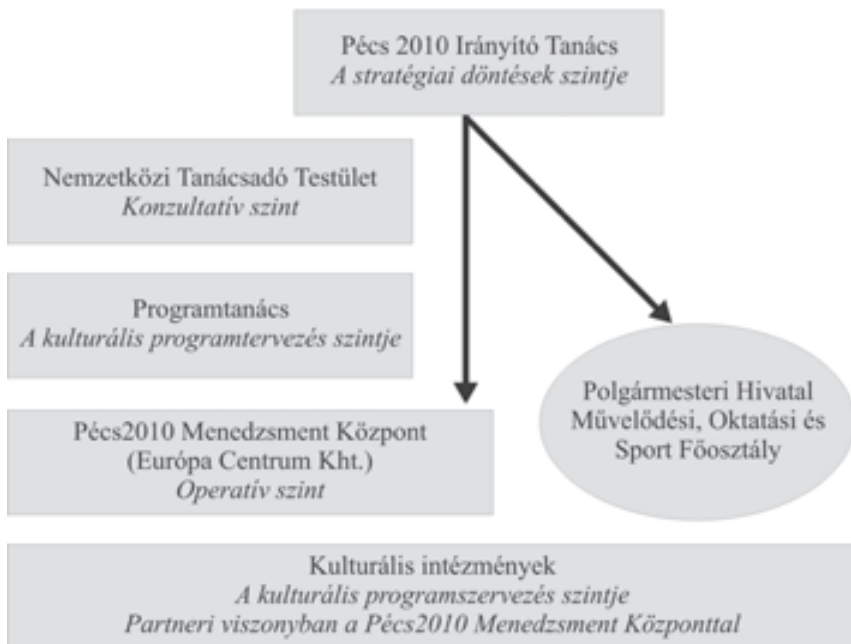 Pécs 2010 Irányító Tanács
A stratégiai döntések szintje
Nemzetközi Tanácsadó Testület
Konzultatív szint
Programtanács
A kulturális programtervezés szintje
Pécs2010 Menedzsment Központ
(Európa Centrum Kht.)
Operatív szint
Polgármesteri Hivatal
Művelődési, Oktatási és
Sport Főosztály
Kulturális intézmények
A kulturális programszervezés szintje
Partneri viszonyban a Pécs2010 Menedzsment Központtal